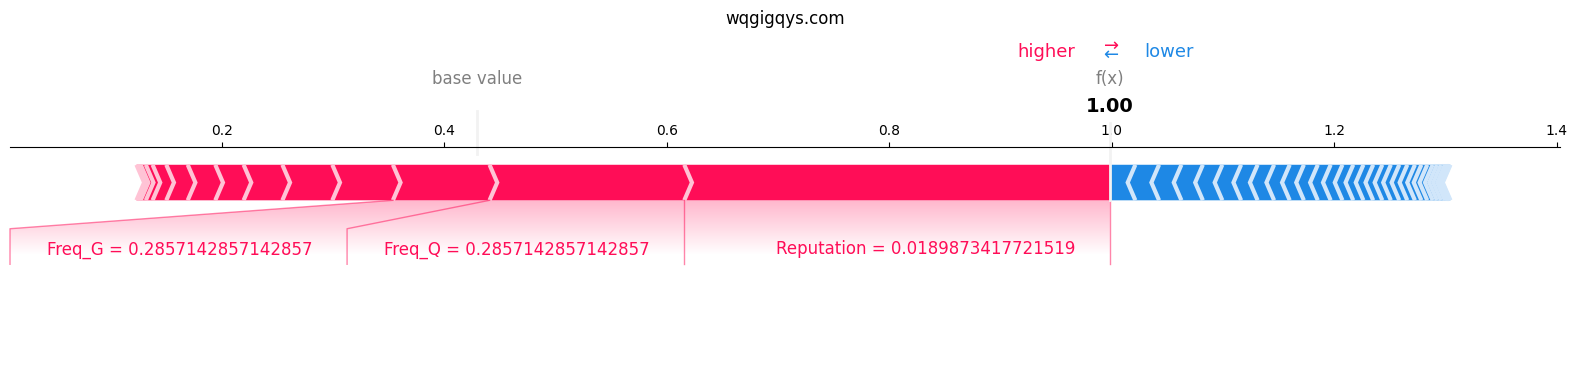 wqgigqys.com
higher ⇄ lower
base value f(x)
1.00
0.2 0.4 0.6 0.8 1.0 1.2 1.4
Freq_G = 0.2857142857142857 Freq_Q = 0.2857142857142857 Reputation = 0.0189873417721519